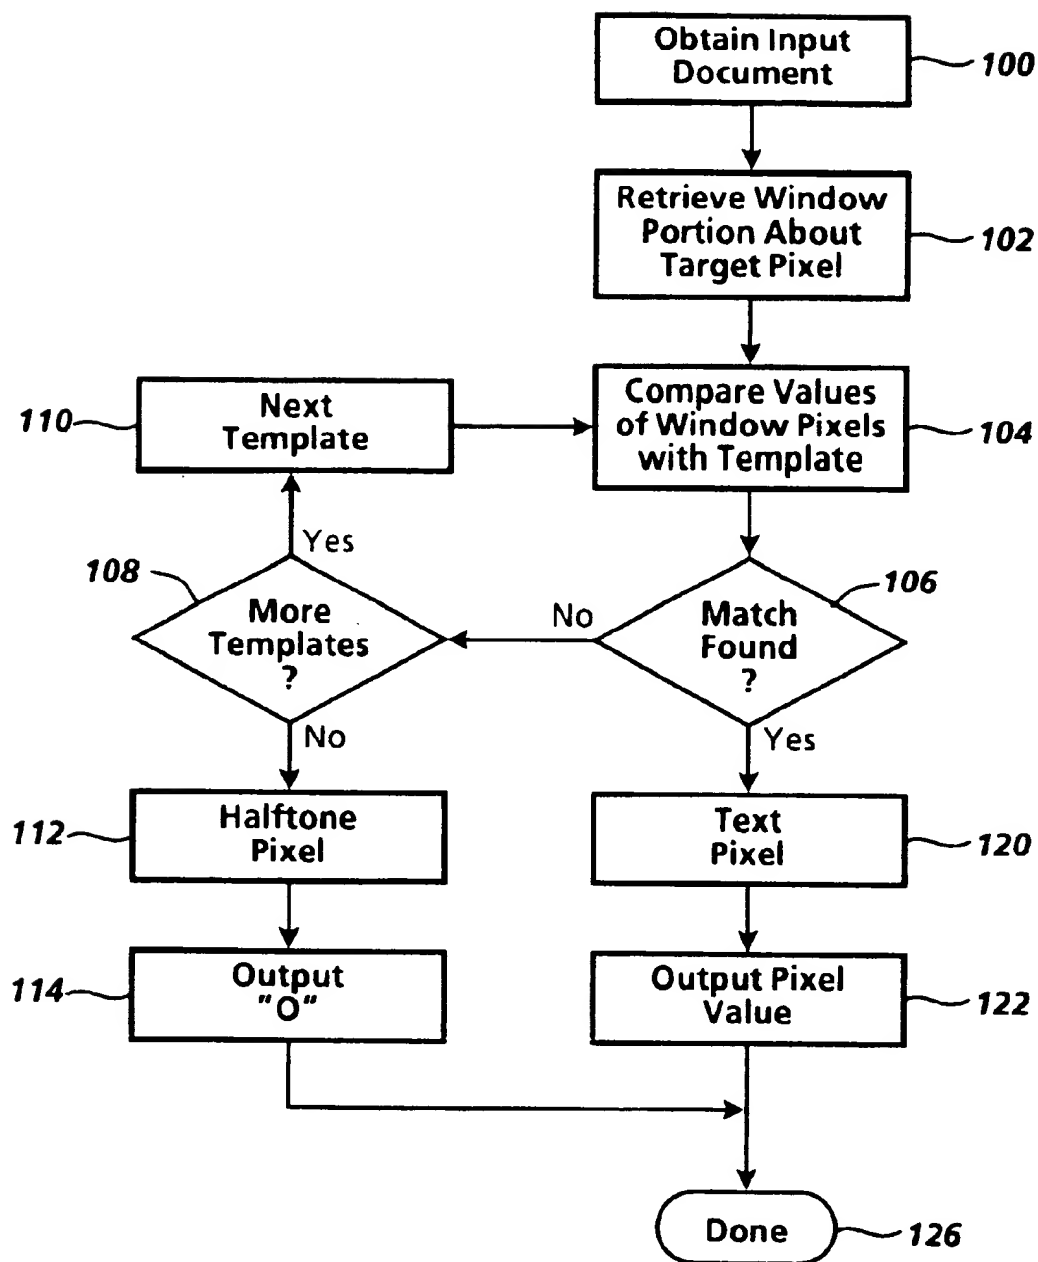 Obtain Input
Document
100
Retrieve Window
Portion About
Target Pixel
102
Next
Template
110
Compare Values
of Window Pixels
with Template
104
Yes
108
More
Templates
?
No
Match
Found
?
106
No
Yes
Halftone
Pixel
112
Text
Pixel
120
Output
"O"
114
Output Pixel
Value
122
Done
126